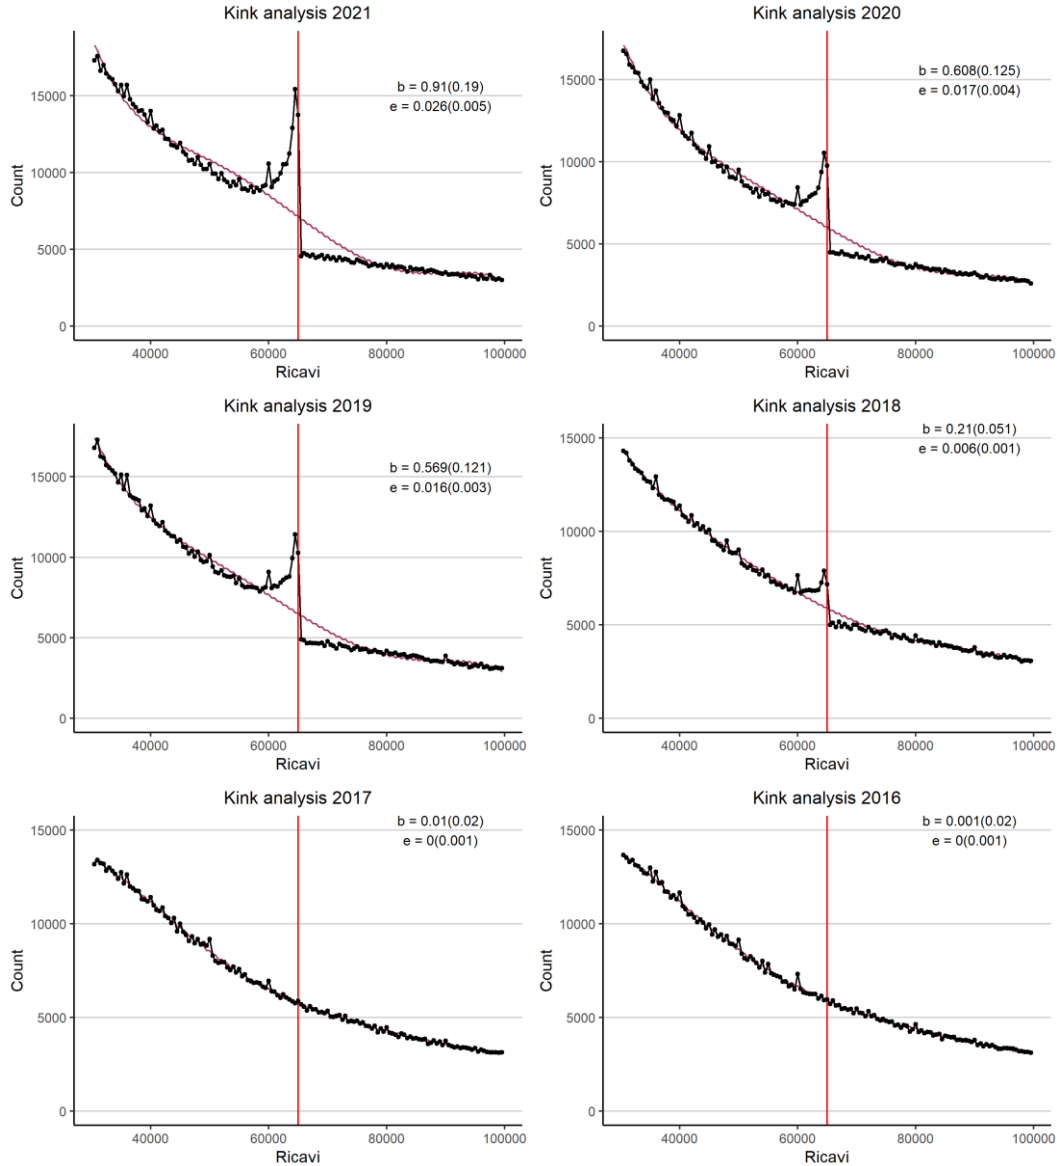 Kink analysis 2021
b = 0.91(0.19)
e = 0.026(0.005)
15000
10000
5000
0
Count
40000 60000 80000 100000
Ricavi
Kink analysis 2020
b = 0.608(0.125)
e = 0.017(0.004)
15000
10000
5000
0
Count
40000 60000 80000 100000
Ricavi
Kink analysis 2019
b = 0.569(0.121)
e = 0.016(0.003)
15000
10000
5000
0
Count
40000 60000 80000 100000
Ricavi
Kink analysis 2018
b = 0.21(0.051)
e = 0.006(0.001)
15000
10000
5000
0
Count
40000 60000 80000 100000
Ricavi
Kink analysis 2017
b = 0.01(0.02)
e = 0(0.001)
15000
10000
5000
0
Count
40000 60000 80000 100000
Ricavi
Kink analysis 2016
b = 0.001(0.02)
e = 0(0.001)
15000
10000
5000
0
Count
40000 60000 80000 100000
Ricavi